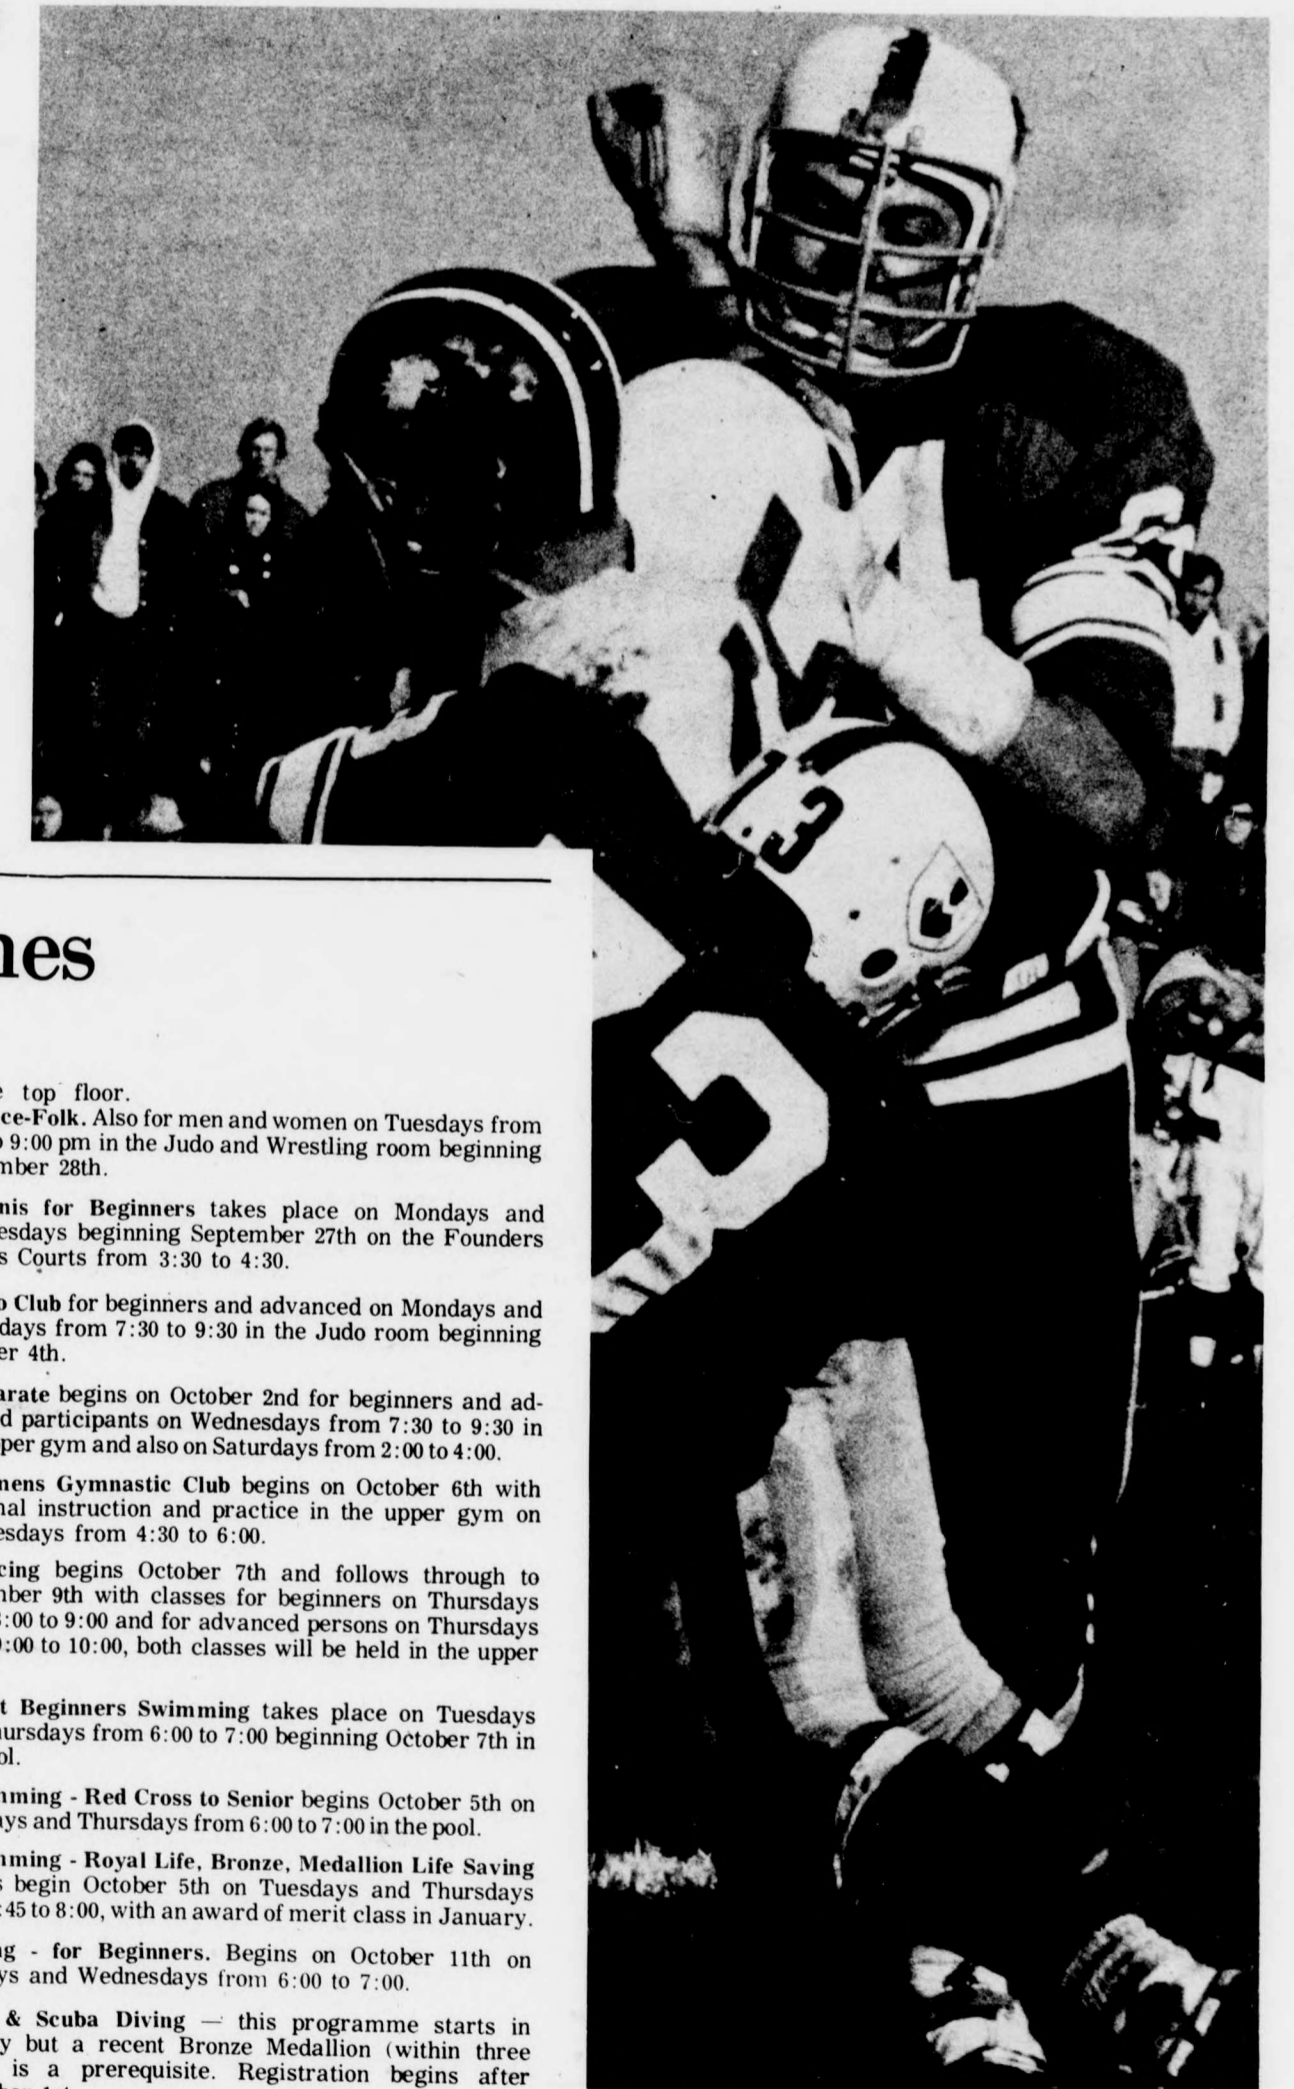 nes
top floor.
ce-Folk. Also for men and women on Tuesdays from
9:00 pm in the Judo and Wrestling room beginning
mber 28th.
nis for Beginners takes place on Mondays and
esdays beginning September 27th on the Founders
s Courts from 3:30 to 4:30.
o Club for beginners and advanced on Mondays and
days from 7:30 to 9:30 in the Judo room beginning
er 4th.
arate begins on October 2nd for beginners and ad-
d participants on Wednesdays from 7:30 to 9:30 in
per gym and also on Saturdays from 2:00 to 4:00.
mens Gymnastic Club begins on October 6th with
nal instruction and practice in the upper gym on
esdays from 4:30 to 6:00.
cing begins October 7th and follows through to
mber 9th with classes for beginners on Thursdays
:00 to 9:00 and for advanced persons on Thursdays
:00 to 10:00, both classes will be held in the upper
t Beginners Swimming takes place on Tuesdays
ursdays from 6:00 to 7:00 beginning October 7th in
ol.
mming - Red Cross to Senior begins October 5th on
ays and Thursdays from 6:00 to 7:00 in the pool.
mming - Royal Life, Bronze, Medallion Life Saving
s begin October 5th on Tuesdays and Thursdays
:45 to 8:00, with an award of merit class in January.
ng - for Beginners. Begins on October 11th on
ys and Wednesdays from 6:00 to 7:00.
& Scuba Diving — this programme starts in
y but a recent Bronze Medallion (within three
is a prerequisite. Registration begins after
73